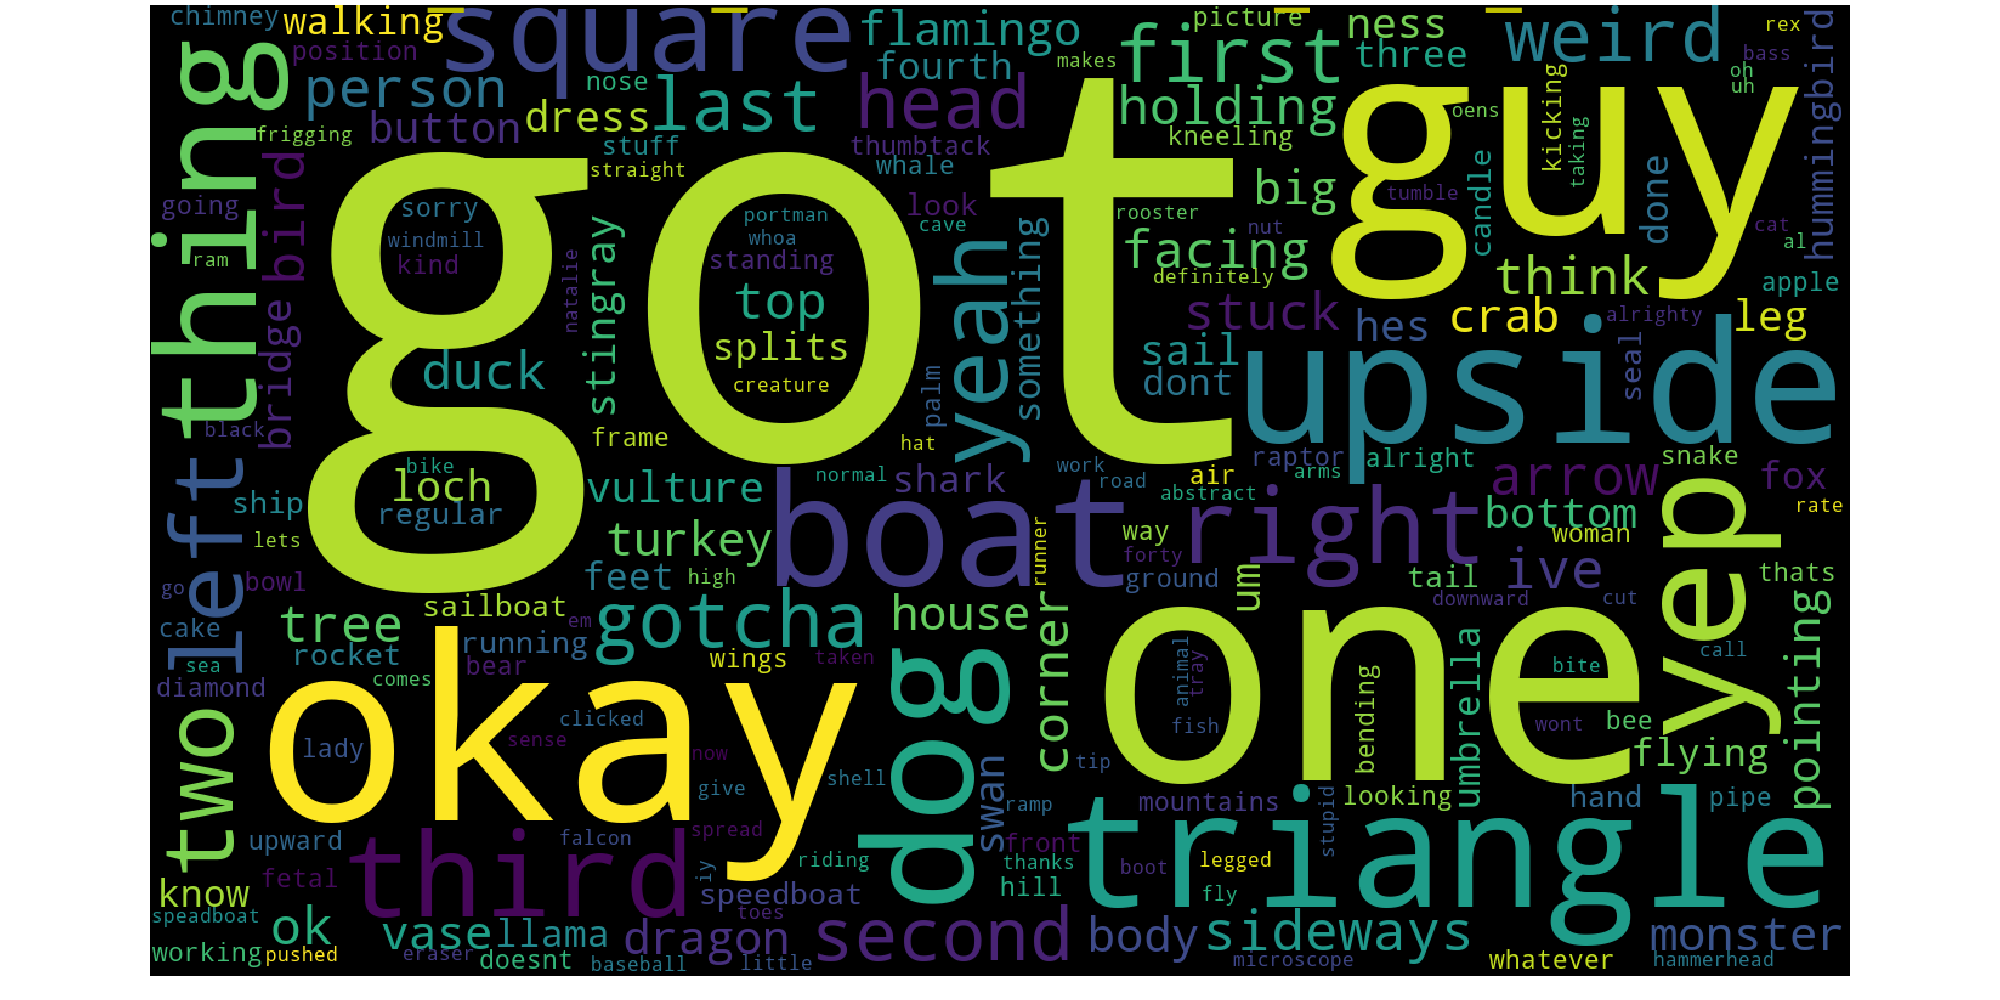 chimney
walking
square
flamingo
picture
ness
weird
rex
position
person
nose
fourth
makes
first
three
bass
oh
uh
thing
button
dress
last
head
holding
oens
kicking
taking
hummingbird
frigging
stuff
straight
thumbtack
whale
kneeling
guy
going
bird
sorry
windmill
kind
got
portman
whoa
standing
look
cave
rooster
big
tumble
nut
candle
done
cat
al
ram
bridge
natalie
stingray
top
splits
creature
yeah
something
facing
definitely
think
apple
duck
palm
stuck
sail
dont
hes
crab
alrighty
leg
seal
upside
black
frame
hat
left
bike
loch
regular
vulture
normal
shark
work
road
air
abstract
raptor
arms
alright
arrow
snake
fox
rate
ship
lets
turkey
boat
runner
way
forty
right
bottom
woman
yep
go
bowl
feet
high
ground
um
tail
ive
thats
cake
tree
sailboat
em
gotcha
house
corner
downward
cut
pointing
sea
rocket
running
bear
wings
taken
dog
one
animal
tray
fish
bending
umbrella
bite
call
diamond
comes
okay
lady
clicked
sense
now
give
shell
swan
tip
wont
bee
flying
two
looking
ramp
mountains
hand
pipe
upward
third
falcon
spread
riding
front
triangle
stupid
know
fetal
iy
speedboat
thanks
hill
boot
legged
fly
speadboat
ok
vase
llama
dragon
toes
second
body
sideways
monster
working
pushed
eraser
doesnt
baseball
little
microscope
whatever
hammerhead